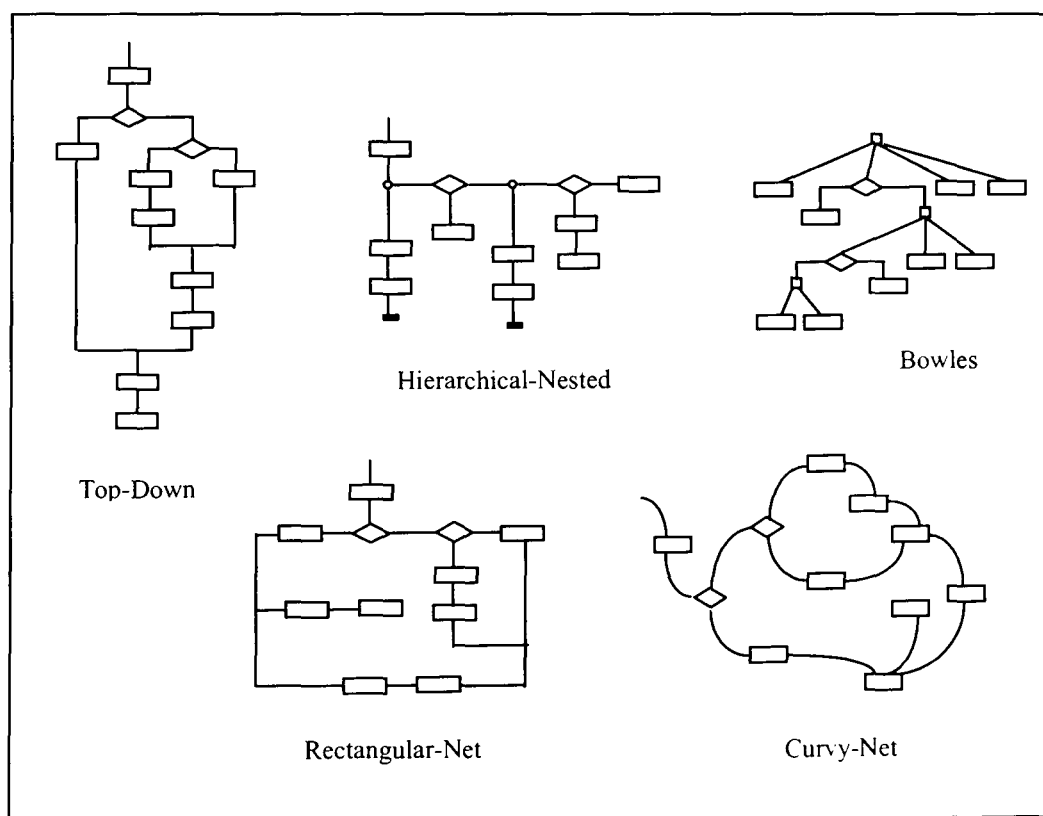 Hierarchical-Nested
Bowles
Top-Down
Rectangular-Net
Curvy-Net